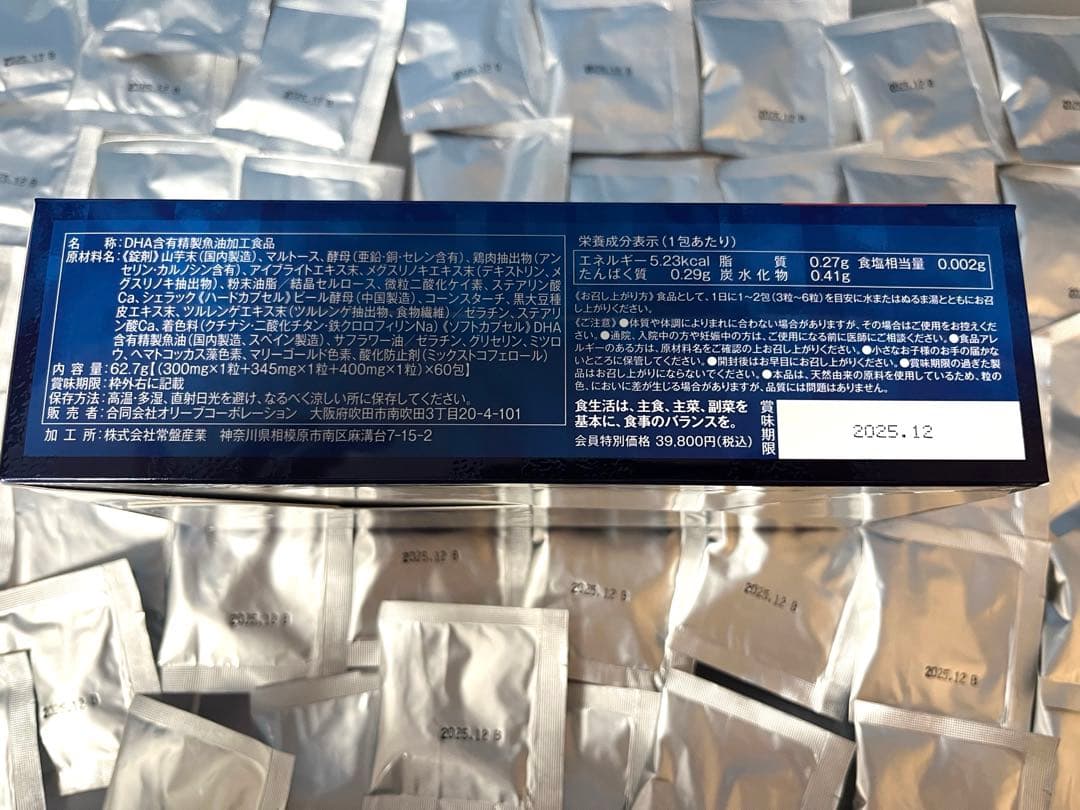 2025.12 B
2025.12 B
2025.12 B
2025.12 B
2025.12 B
2025.12 B
2025.12 B
名称:DHA含有精製魚油加工食品
原材料名:《錠剤》山芋末(国内製造)、マルトース、酵母(亜鉛・銅・セレン含有)、鶏肉抽出物(アン
セリン・カルノシン含有)、アイブライトエキス末、メグスリノキエキス末(デキストリン、メ
グスリノキ抽出物)、粉末油脂/結晶セルロース、微粒二酸化ケイ素、ステアリン酸
Ca、シェラック《ハードカプセル》ビール酵母(中国製造)、コーンスターチ、黒大豆種
皮エキス末、ツルレンゲエキス末(ツルレンゲ抽出物、食物繊維)/ゼラチン、ステアリ
ン酸Ca、着色料(クチナシ・二酸化チタン・鉄クロロフィリンNa)《ソフトカプセル》DHA
含有精製魚油(国内製造、スペイン製造)、サフラワー油/ゼラチン、グリセリン、ミツロ
ウ、ヘマトコッカス藻色素、マリーゴールド色素、酸化防止剤(ミックストコフェロール)
内容量:62.7g【(300mg×1粒+345mg×1粒+400mg×1粒)×60包】
賞味期限:枠外右に記載
保存方法:高温・多湿、直射日光を避け、なるべく涼しい所に保存してください。
販売者:合同会社オリーブコーポレーション 大阪府吹田市南吹田3丁目20-4-101
加工所:株式会社常盤産業 神奈川県相模原市南区麻溝台7-15-2
栄養成分表示(1包あたり)
エネルギー5.23kcal 脂質 0.27g 食塩相当量 0.002g
たんぱく質 0.29g 炭水化物 0.41g
《お召し上がり方》食品として、1日に1〜2包(3粒〜6粒)を目安に水またはぬるま湯とともにお召
し上がりください。
《ご注意》●体質や体調によりまれに合わない場合がありますが、その場合はご使用をお控えくだ
さい。●通院、入院中の方や妊娠中の方は、ご使用になる前に医師にご相談ください。●食品アレ
ルギーのある方は、原材料名をご確認の上お召し上がりください。●小さなお子様のお手の届かな
いところに保管してください。●開封後はお早目にお召し上がりください。●賞味期限の過ぎた製
品はお召し上がりにならないでください。●本品は、天然由来の原料を使用しているため、粒の
色、においに差が生じる場合がありますが、品質には問題はありません。
食生活は、主食、主菜、副菜を
基本に、食事のバランスを。
会員特別価格 39,800円(税込)
賞味期限
2025.12
2025.12 B
2025.12 B
2025.12 B
2025.12 B
2025.12 B
2025.12 B
2025.12 B